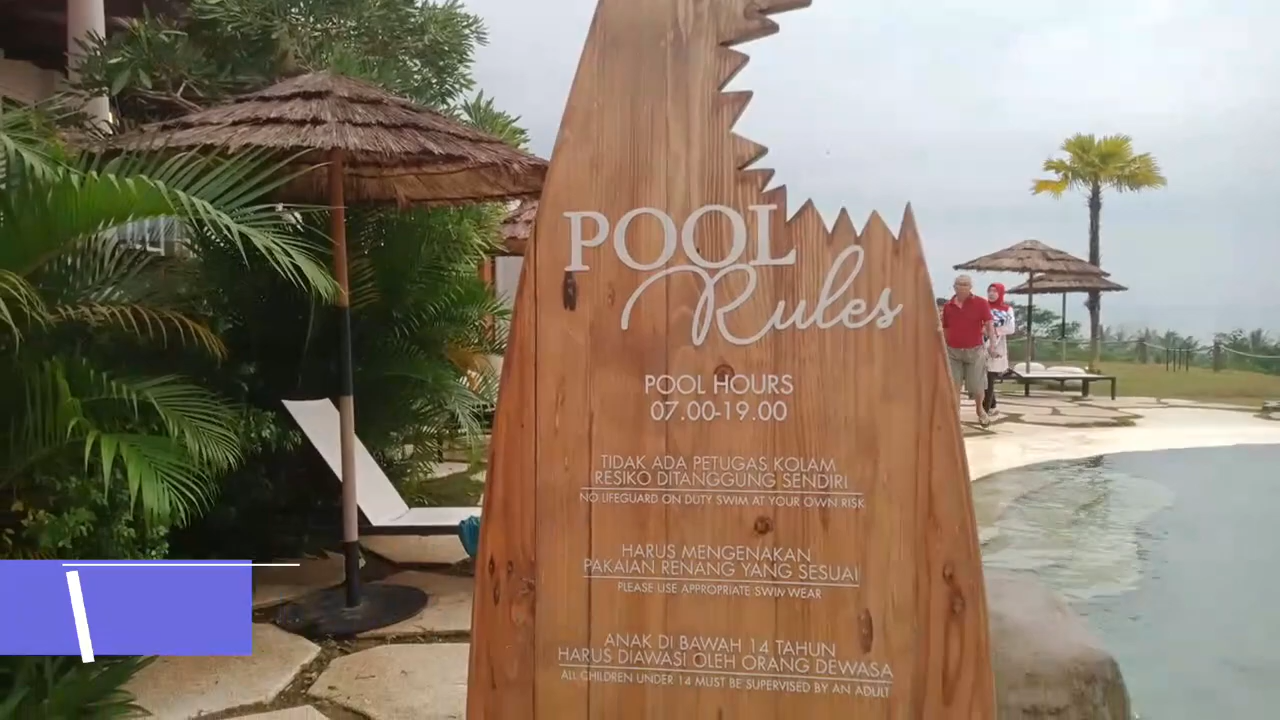 POOL
Rules
POOL HOURS
07.00-19.00
TIDAK ADA PETUGAS KOLAM
RESIKO DITANGGUNG SENDIRI
NO LIFEGUARD ON DUTY SWIM AT YOUR OWN RISK
HARUS MENGENAKAN
PAKAIAN RENANG YANG SESUAI
PLEASE USE APPROPRIATE SWIM WEAR
ANAK DI BAWAH 14 TAHUN
HARUS DIAWASI OLEH ORANG DEWASA
ALL CHILDREN UNDER 14 MUST BE SUPERVISED BY AN ADULT